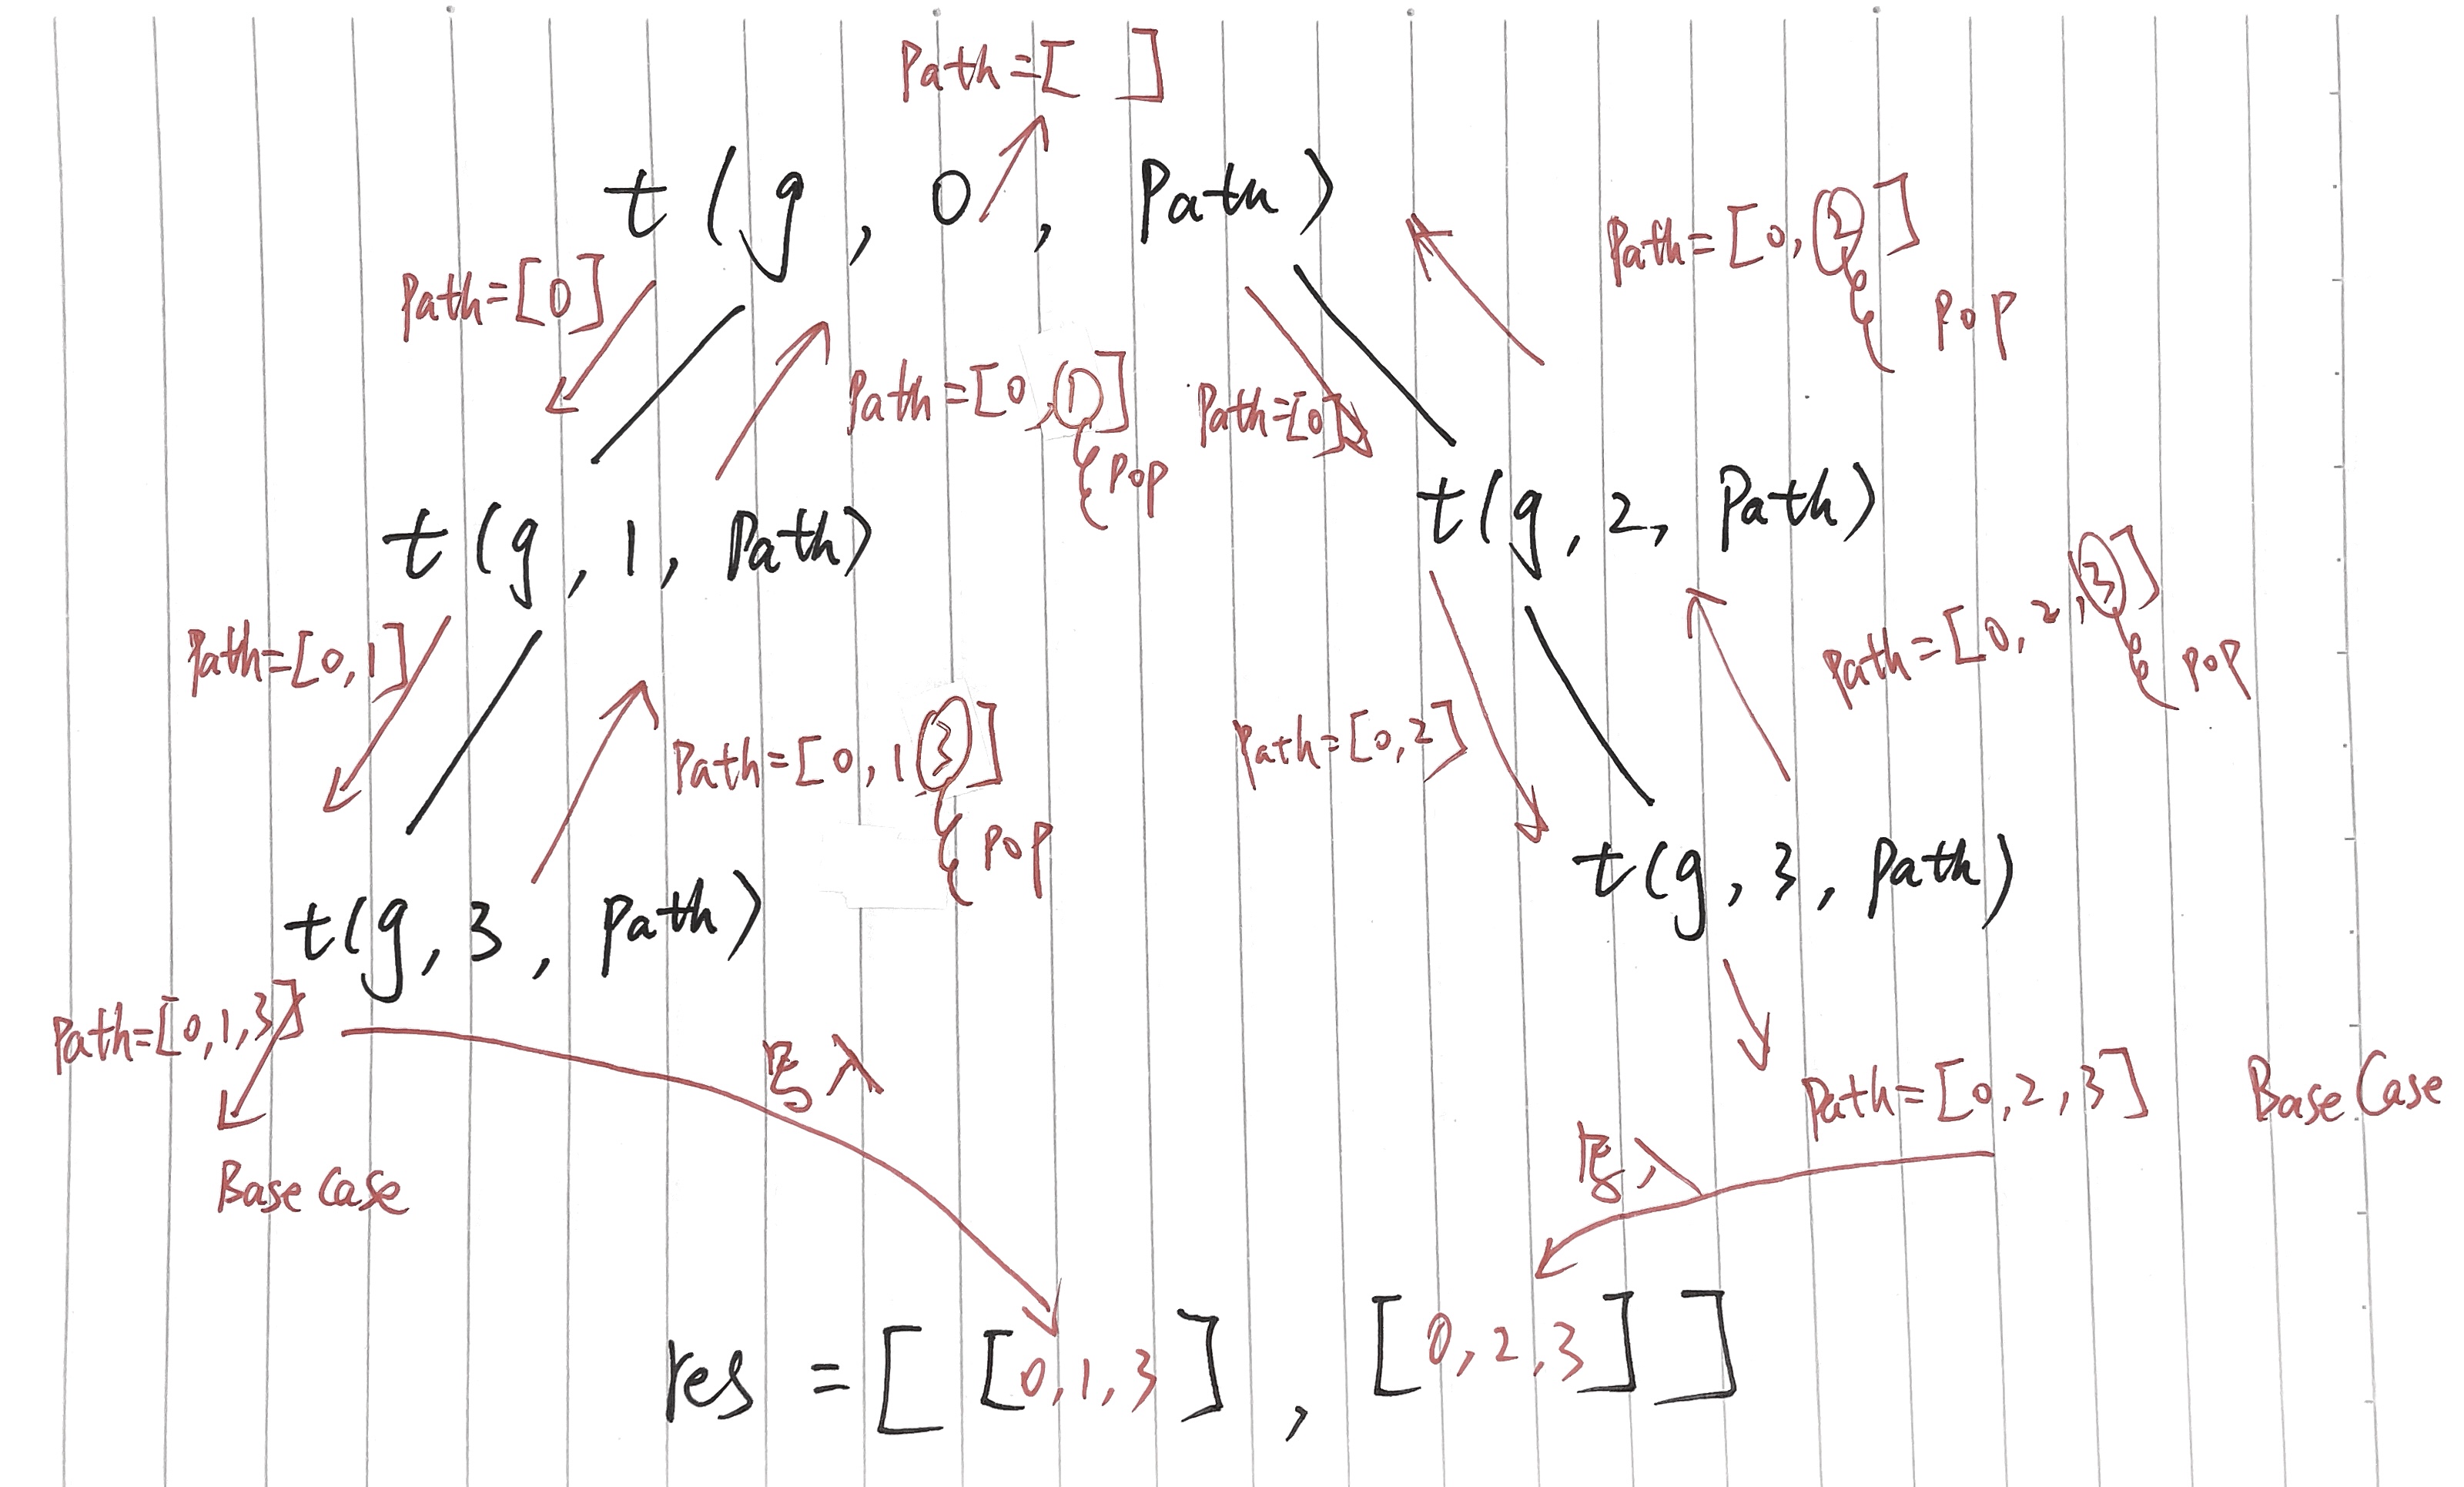 Path=[ ]
t(g, 0, Path)
Path=[0, 2]
pop
Path=[0]
Path=[0, 1]
pop
Path=[0]
t(g, 1, Path)
t(g, 2, Path)
Path=[0, 2, 3]
pop
Path=[0,1]
Path=[0, 1 3]
pop
Path=[0,2]
t(g, 3, Path)
t(g, 3, Path)
Path=[0,1,3]
加入
Path=[0,2,3]
Base Case
Base Case
加入
res = [ [0,1,3] , [0,2,3] ]